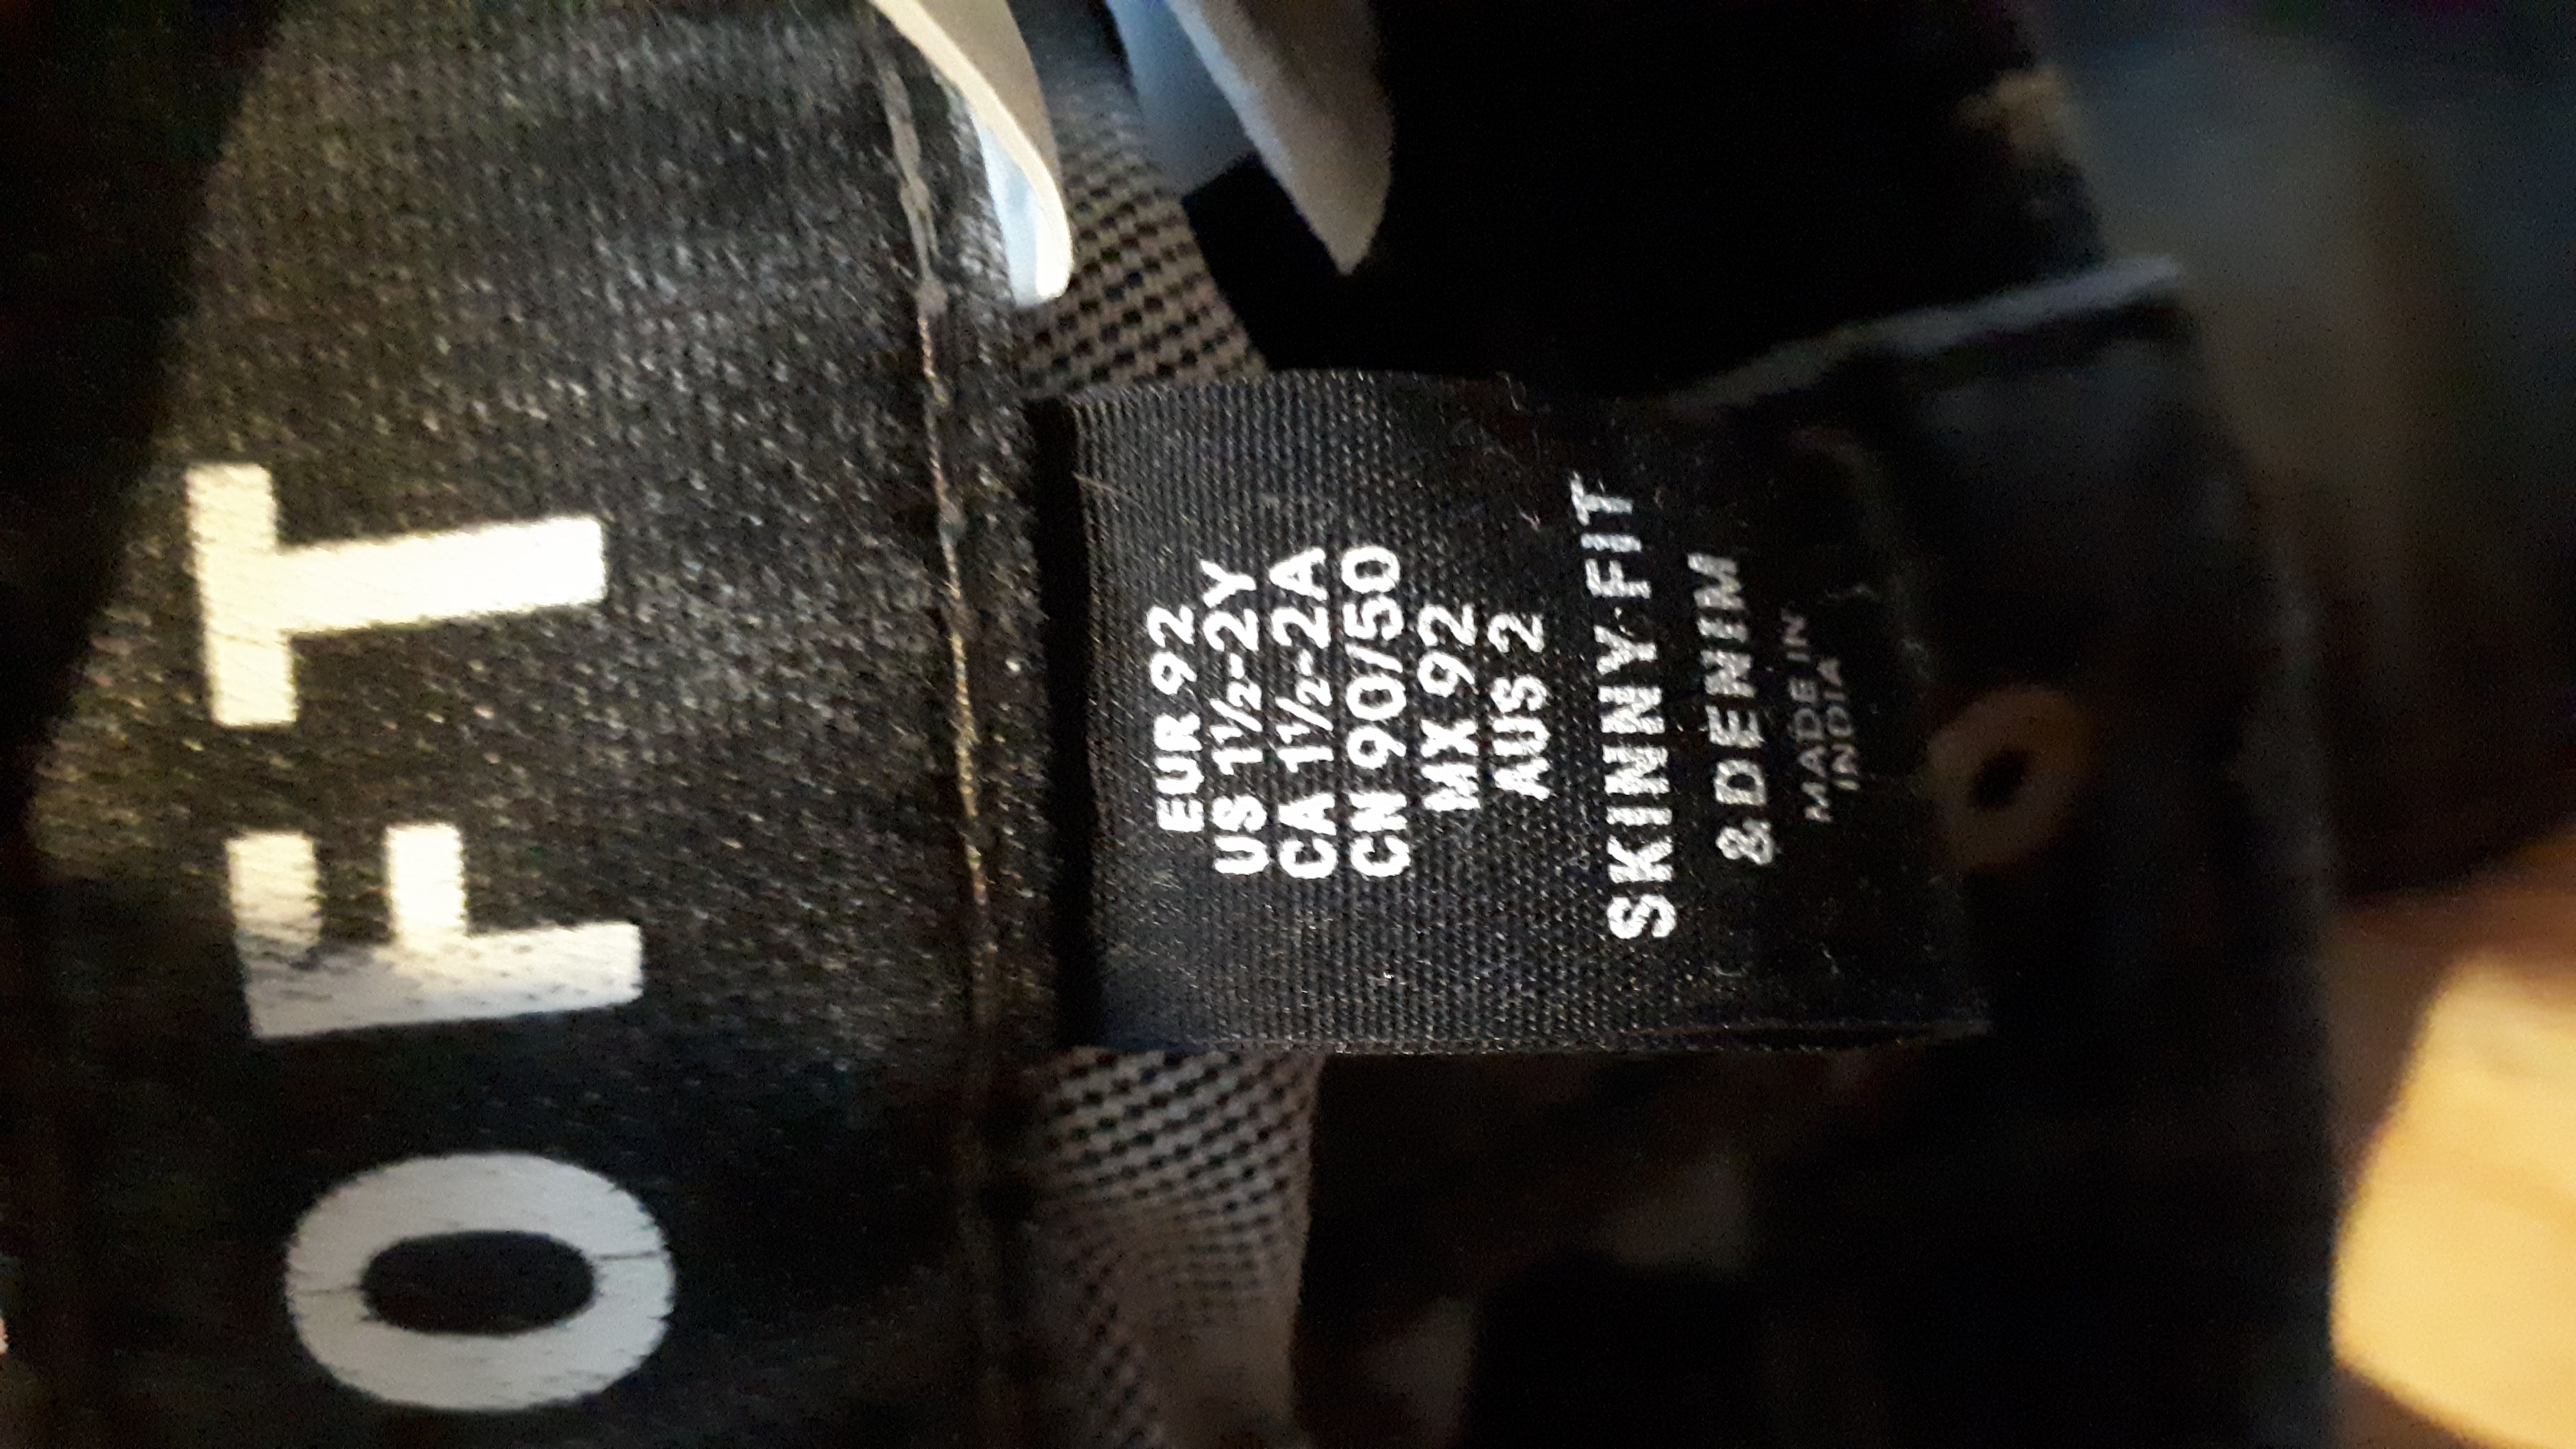 OFT
EUR 92
US 1½-2Y
CA 1½-2A
CN 90/50
MX 92
AUS 2
SKINNY FIT
&DENIM
MADE IN
INDIA